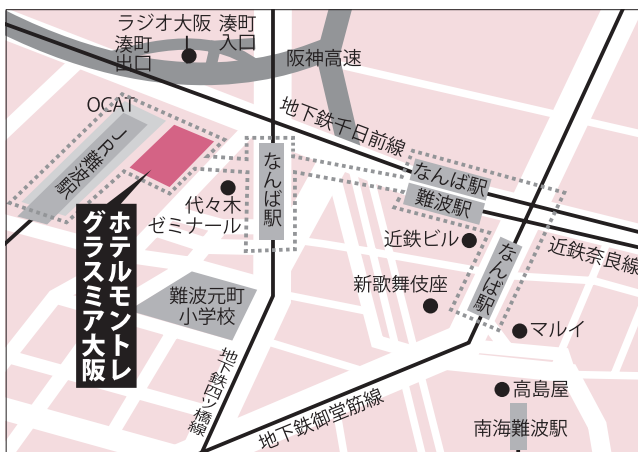 ラジオ大阪
湊町
入口
湊町
出口
阪神高速
OCAT
地下鉄千日前線
JR難波駅
なんば駅
なんば駅
難波駅
代々木
ゼミナール
近鉄ビル
近鉄奈良線
なんば駅
ホテルモントレ
グラスミア大阪
難波元町
小学校
新歌舞伎座
マルイ
地下鉄四ツ橋線
地下鉄御堂筋線
高島屋
南海難波駅